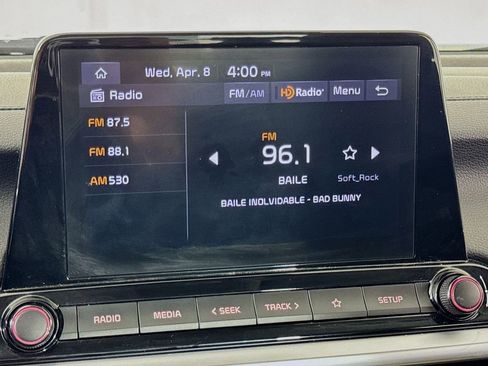 Wed, Apr. 8 4:00 PM
Radio FM/AM HD Radio Menu
FM 87.5
FM 88.1
AM 530
FM
96.1
BAILE
Soft_Rock
BAILE INOLVIDABLE - BAD BUNNY
RADIO MEDIA < SEEK TRACK > SETUP